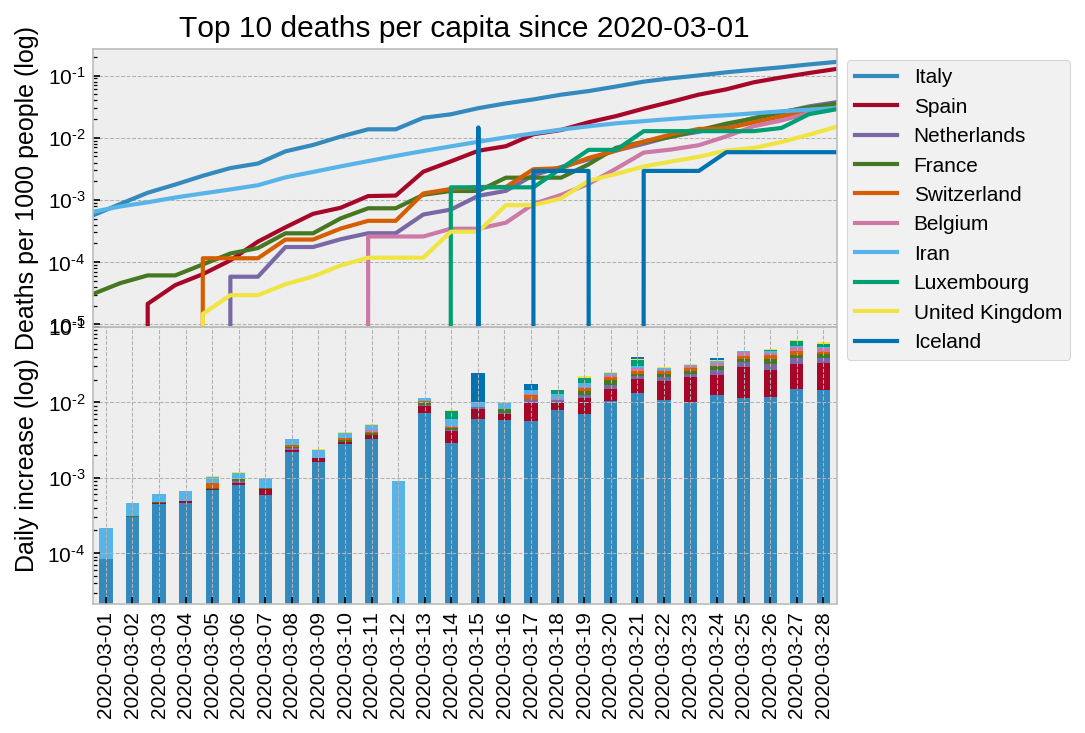 Top 10 deaths per capita since 2020-03-01
Deaths per 1000 people (log)
10-1
10-2
10-3
10-4
10-5
Italy
Spain
Netherlands
France
Switzerland
Belgium
Iran
Luxembourg
United Kingdom
Iceland
Daily increase (log)
10-1
10-2
10-3
10-4
2020-03-01
2020-03-02
2020-03-03
2020-03-04
2020-03-05
2020-03-06
2020-03-07
2020-03-08
2020-03-09
2020-03-10
2020-03-11
2020-03-12
2020-03-13
2020-03-14
2020-03-15
2020-03-16
2020-03-17
2020-03-18
2020-03-19
2020-03-20
2020-03-21
2020-03-22
2020-03-23
2020-03-24
2020-03-25
2020-03-26
2020-03-27
2020-03-28